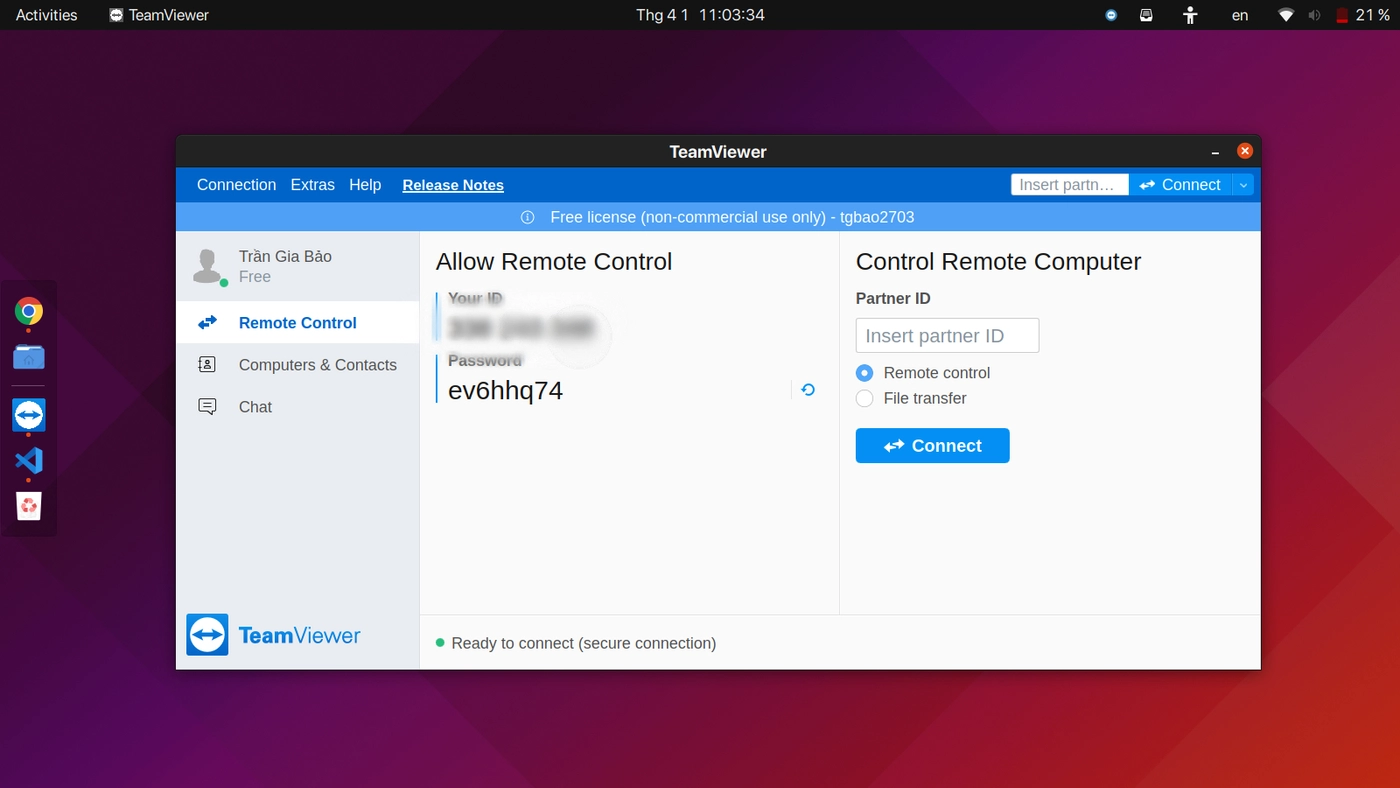 Activities TeamViewer Thg 4 1 11:03:34 en 21 %
TeamViewer
Connection Extras Help Release Notes Insert partn... Connect
Free license (non-commercial use only) - tgbao2703
Trần Gia Bảo
Free
Remote Control
Computers & Contacts
Chat
TeamViewer
Allow Remote Control
Your ID
Password
ev6hhq74
Control Remote Computer
Partner ID
Insert partner ID
Remote control
File transfer
Connect
Ready to connect (secure connection)